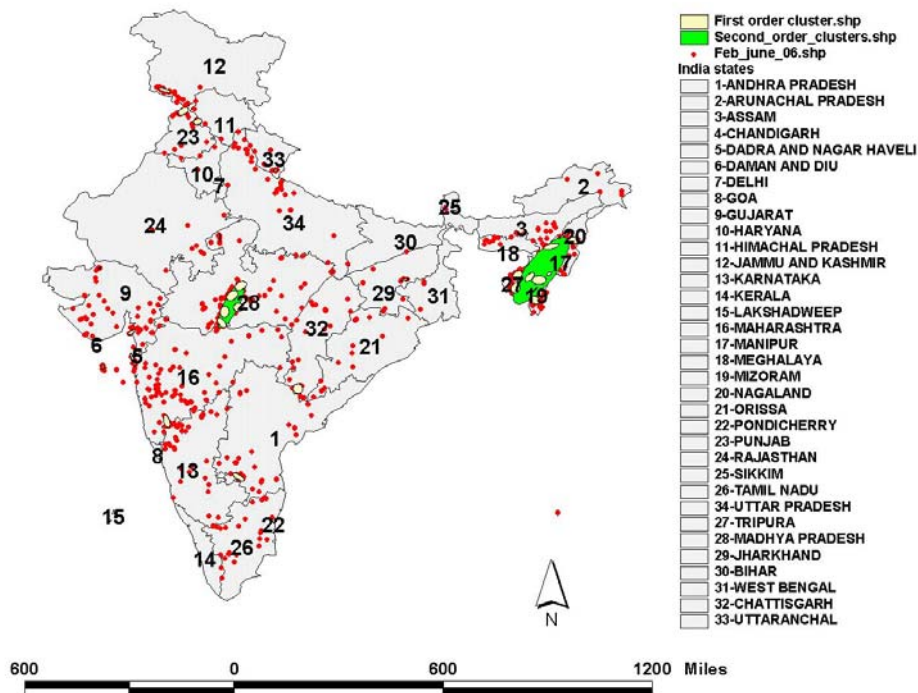 First order cluster.shp
Second_order_clusters.shp
Feb_june_06.shp
India states
1-ANDHRA PRADESH
2-ARUNACHAL PRADESH
3-ASSAM
4-CHANDIGARH
5-DADRA AND NAGAR HAVELI
6-DAMAN AND DIU
7-DELHI
8-GOA
9-GUJARAT
10-HARYANA
11-HIMACHAL PRADESH
12-JAMMU AND KASHMIR
13-KARNATAKA
14-KERALA
15-LAKSHADWEEP
16-MAHARASHTRA
17-MANIPUR
18-MEGHALAYA
19-MIZORAM
20-NAGALAND
21-ORISSA
22-PONDICHERRY
23-PUNJAB
24-RAJASTHAN
25-SIKKIM
26-TAMIL NADU
34-UTTAR PRADESH
27-TRIPURA
28-MADHYA PRADESH
29-JHARKHAND
30-BIHAR
31-WEST BENGAL
32-CHATTISGARH
33-UTTARANCHAL
12
11
23
33
10
7
2
25
34
24
3
20
30
18
17
27
9
28
29
31
19
32
6
5
21
16
1
8
13
15
22
26
14
N
600 0 600 1200 Miles